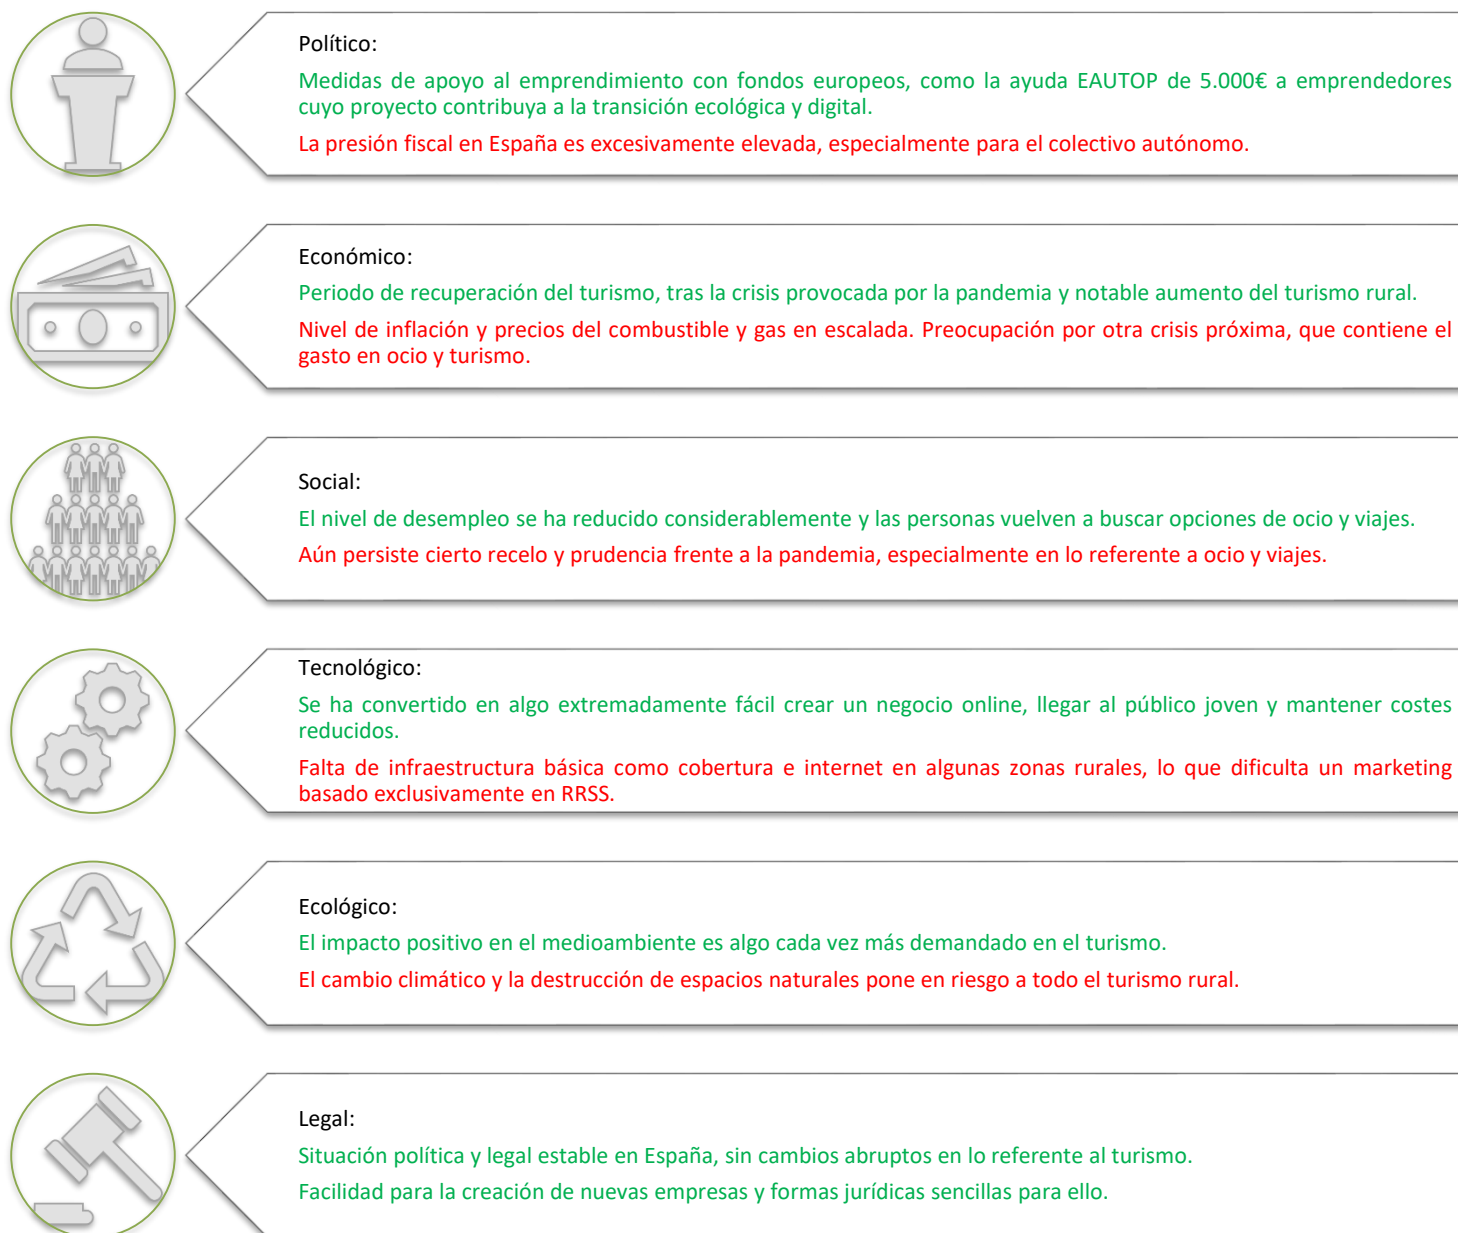 Político:
Medidas de apoyo al emprendimiento con fondos europeos, como la ayuda EAUTOP de 5.000€ a emprendedores
cuyo proyecto contribuya a la transición ecológica y digital.
La presión fiscal en España es excesivamente elevada, especialmente para el colectivo autónomo.
Económico:
Periodo de recuperación del turismo, tras la crisis provocada por la pandemia y notable aumento del turismo rural.
Nivel de inflación y precios del combustible y gas en escalada. Preocupación por otra crisis próxima, que contiene el
gasto en ocio y turismo.
Social:
El nivel de desempleo se ha reducido considerablemente y las personas vuelven a buscar opciones de ocio y viajes.
Aún persiste cierto recelo y prudencia frente a la pandemia, especialmente en lo referente a ocio y viajes.
Tecnológico:
Se ha convertido en algo extremadamente fácil crear un negocio online, llegar al público joven y mantener costes
reducidos.
Falta de infraestructura básica como cobertura e internet en algunas zonas rurales, lo que dificulta un marketing
basado exclusivamente en RRSS.
Ecológico:
El impacto positivo en el medioambiente es algo cada vez más demandado en el turismo.
El cambio climático y la destrucción de espacios naturales pone en riesgo a todo el turismo rural.
Legal:
Situación política y legal estable en España, sin cambios abruptos en lo referente al turismo.
Facilidad para la creación de nuevas empresas y formas jurídicas sencillas para ello.